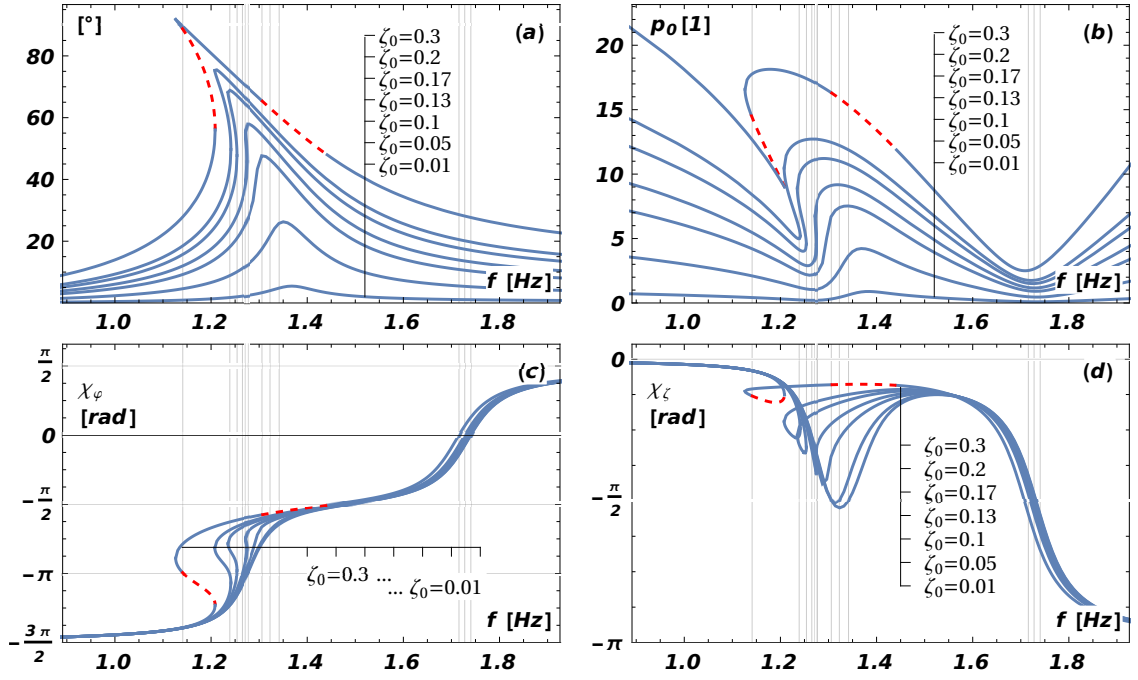 [°]
(a)
ζ0=0.3
ζ0=0.2
ζ0=0.17
ζ0=0.13
ζ0=0.1
ζ0=0.05
ζ0=0.01
80
60
40
20
f [Hz]
1.0 1.2 1.4 1.6 1.8
p0 [1]
(b)
ζ0=0.3
ζ0=0.2
ζ0=0.17
ζ0=0.13
ζ0=0.1
ζ0=0.05
ζ0=0.01
20
15
10
5
0
f [Hz]
1.0 1.2 1.4 1.6 1.8
π/2
χφ
[rad]
(c)
0
-π/2
-π
-3π/2
ζ0=0.3 ...
... ζ0=0.01
f [Hz]
1.0 1.2 1.4 1.6 1.8
0
χζ
[rad]
(d)
-π/2
-π
ζ0=0.3
ζ0=0.2
ζ0=0.17
ζ0=0.13
ζ0=0.1
ζ0=0.05
ζ0=0.01
f [Hz]
1.0 1.2 1.4 1.6 1.8